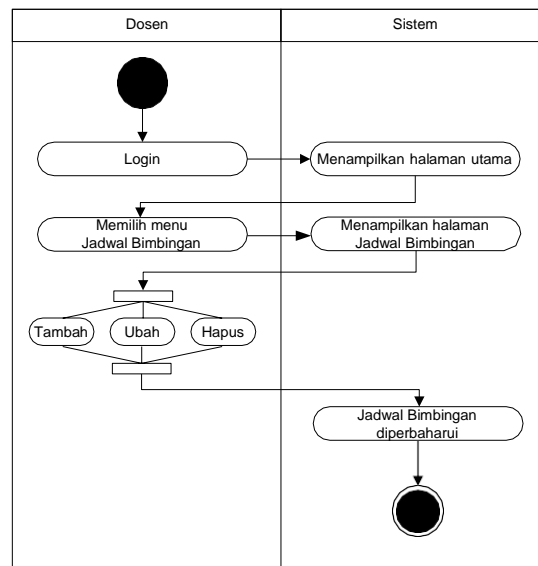 Dosen
Sistem
Login
Menampilkan halaman utama
Memilih menu
Jadwal Bimbingan
Menampilkan halaman
Jadwal Bimbingan
Tambah
Ubah
Hapus
Jadwal Bimbingan
diperbaharui